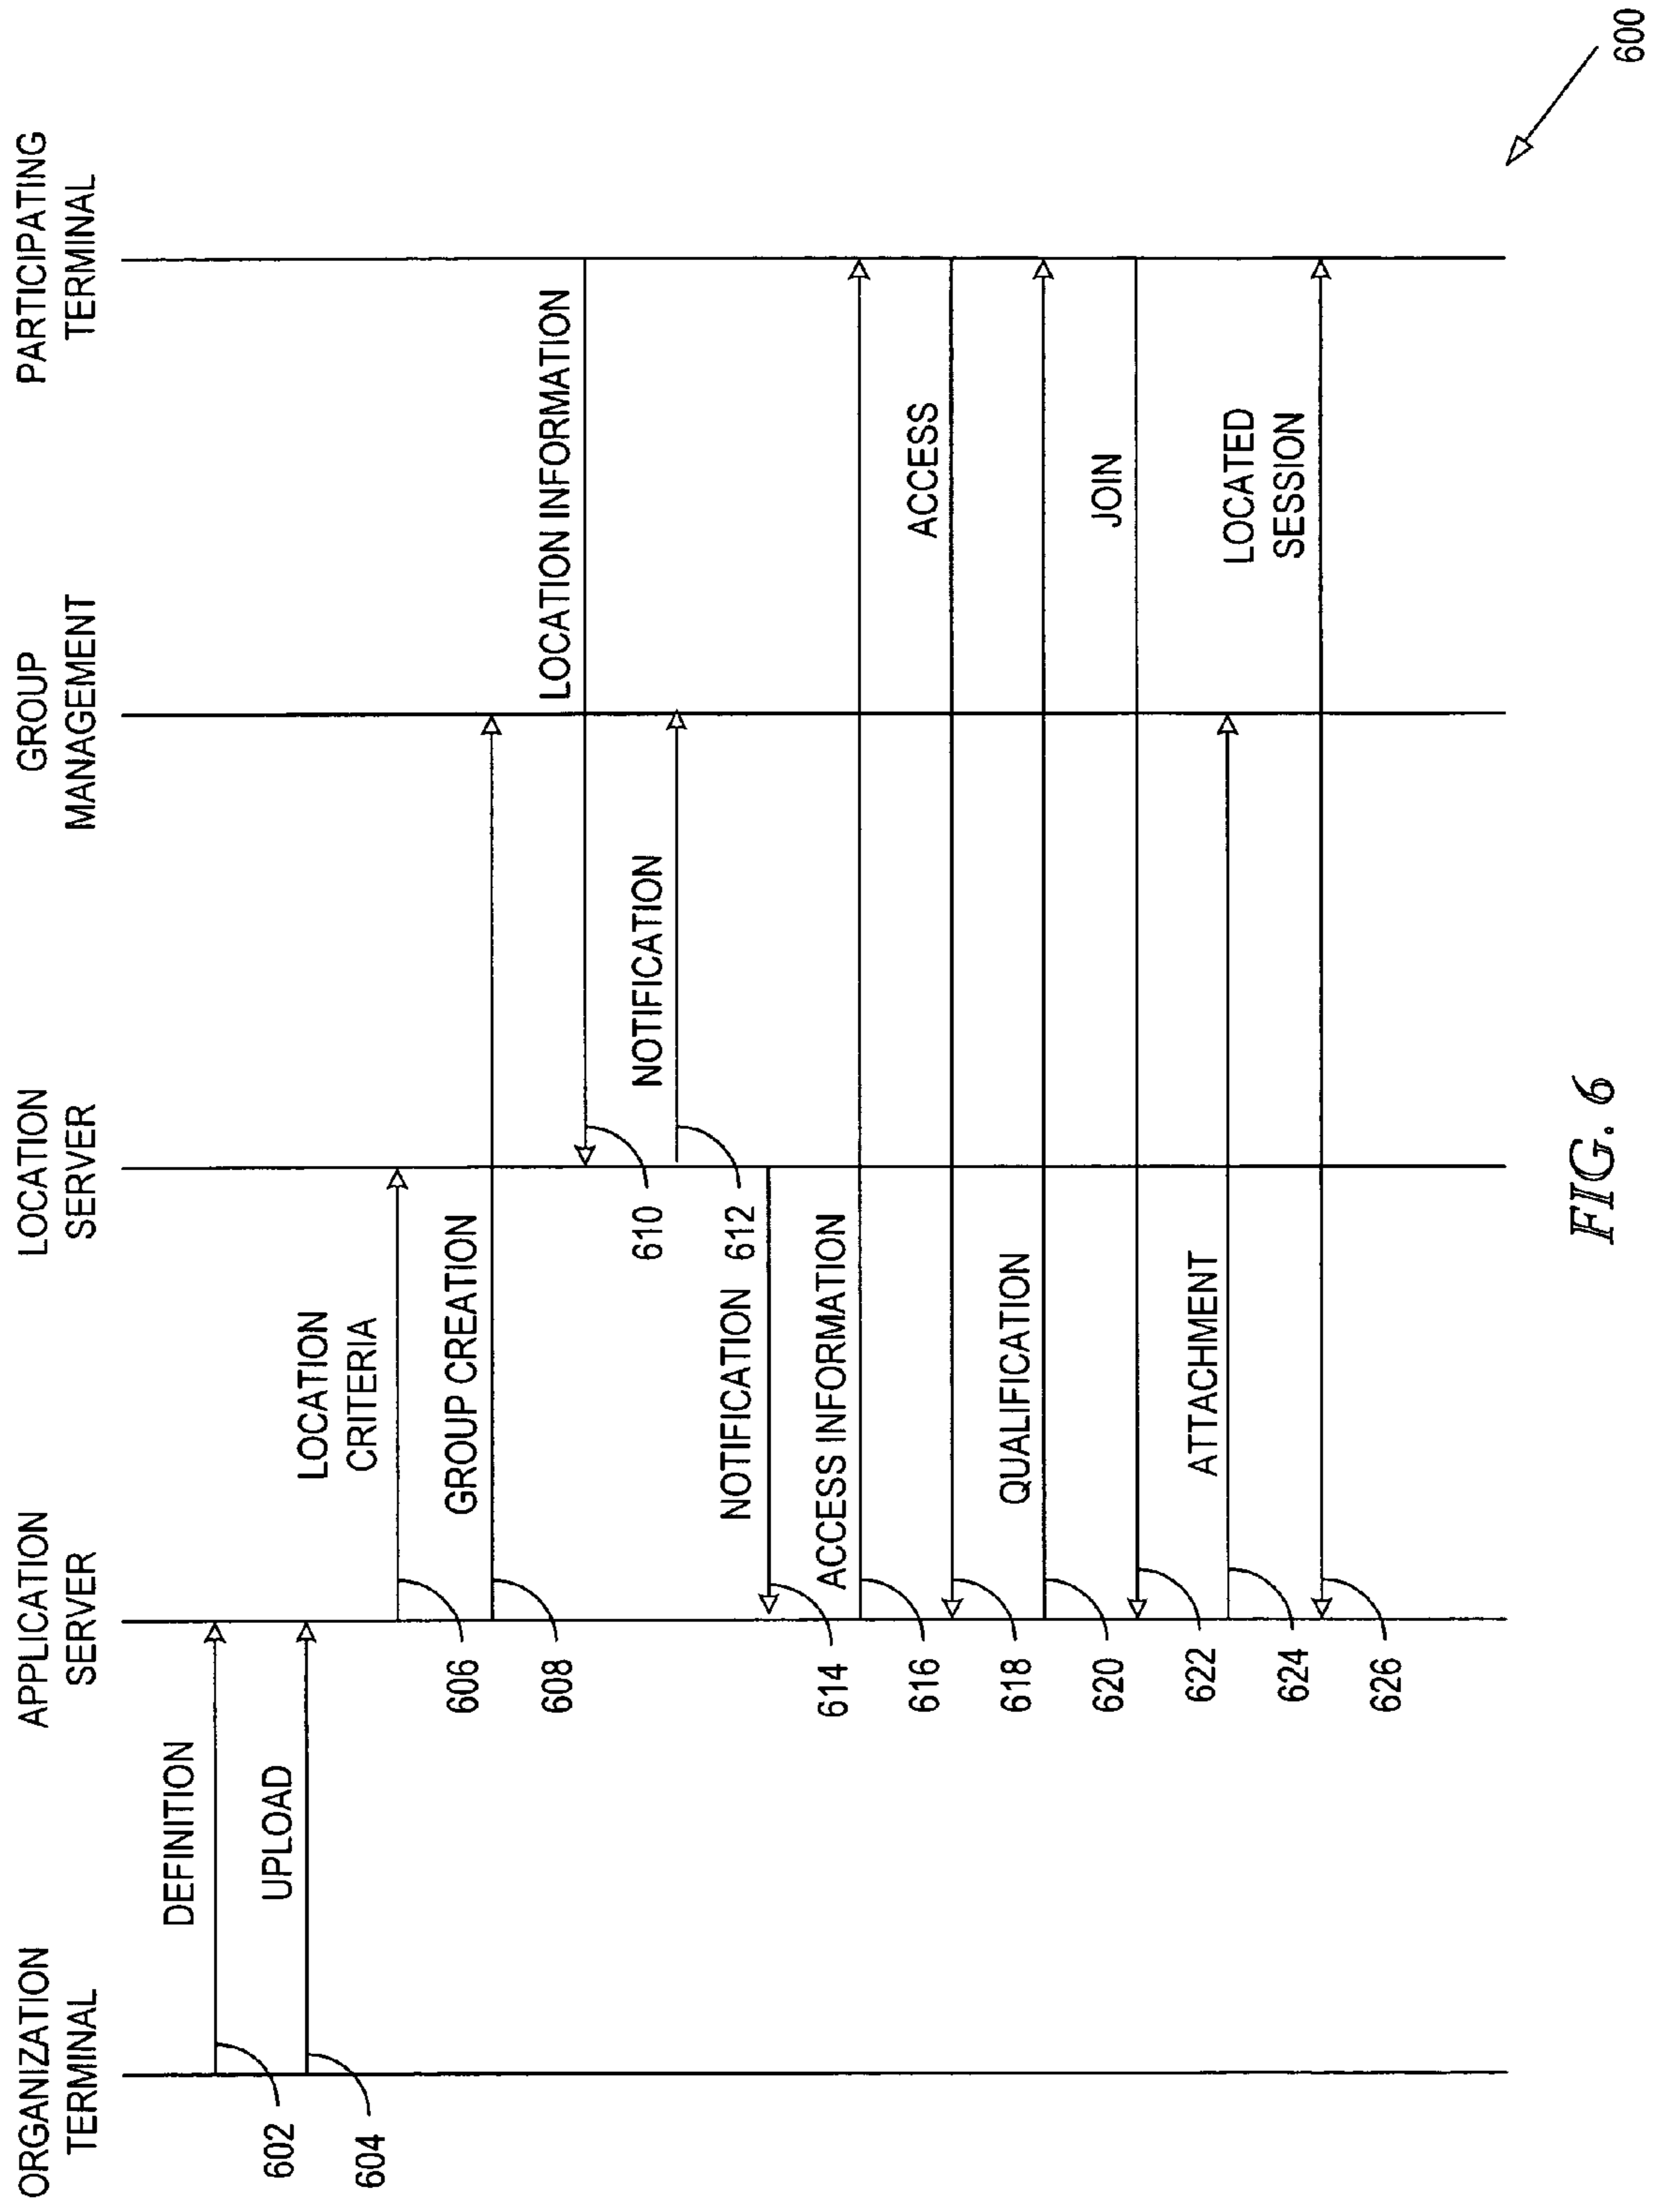 ORGANIZATION
TERMINAL
APPLICATION
SERVER
LOCATION
SERVER
GROUP
MANAGEMENT
PARTICIPATING
TERMINAL
DEFINITION
602
UPLOAD
604
LOCATION
CRITERIA
606
GROUP CREATION
608
LOCATION INFORMATION
610
NOTIFICATION
612
NOTIFICATION
614
ACCESS INFORMATION
616
ACCESS
618
QUALIFICATION
620
JOIN
622
ATTACHMENT
624
LOCATED
SESSION
626
600
FIG. 6